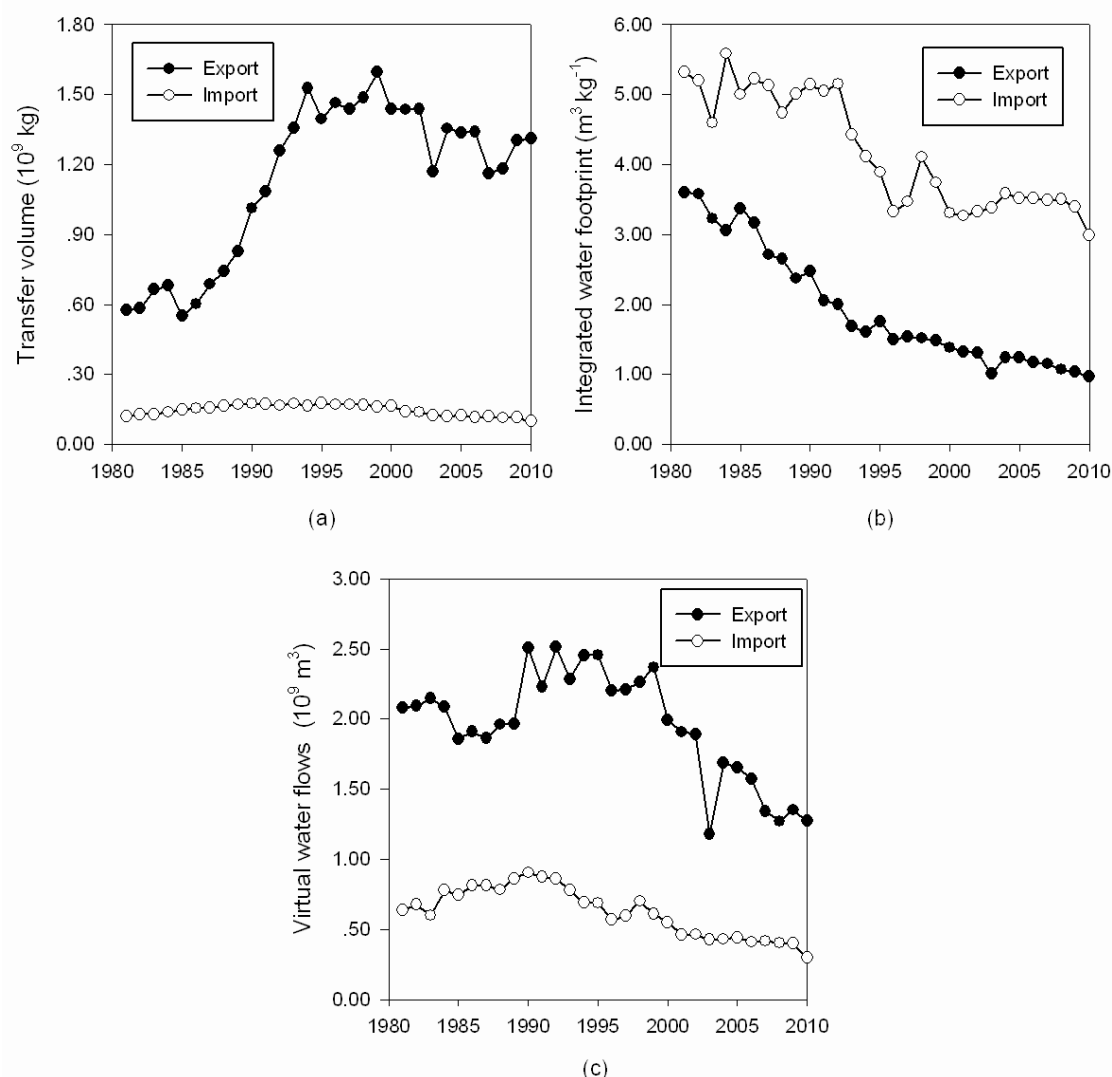 Transfer volume (10⁹ kg)
1.80
1.50
1.20
.90
.60
.30
0.00
Export
Import
1980 1985 1990 1995 2000 2005 2010
(a)
Integrated water footprint (m³ kg⁻¹)
6.00
5.00
4.00
3.00
2.00
1.00
0.00
Export
Import
1980 1985 1990 1995 2000 2005 2010
(b)
Virtual water flows (10⁹ m³)
3.00
2.50
2.00
1.50
1.00
.50
0.00
Export
Import
1980 1985 1990 1995 2000 2005 2010
(c)